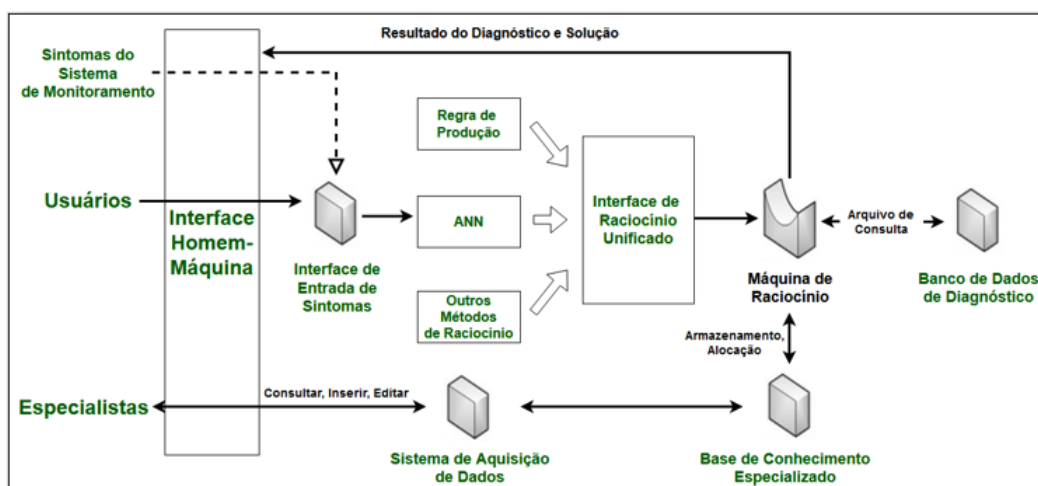 Resultado do Diagnóstico e Solução
Sintomas do
Sistema
de Monitoramento
Regra de
Produção
Usuários
Interface
Homem-
Máquina
ANN
Interface de
Raciocínio
Unificado
Arquivo de
Consulta
Interface de
Entrada de
Sintomas
Máquina de
Raciocínio
Banco de Dados
de Diagnóstico
Outros
Métodos
de Raciocínio
Armazenamento,
Alocação
Especialistas
Consultar, Inserir, Editar
Sistema de Aquisição
de Dados
Base de Conhecimento
Especializado